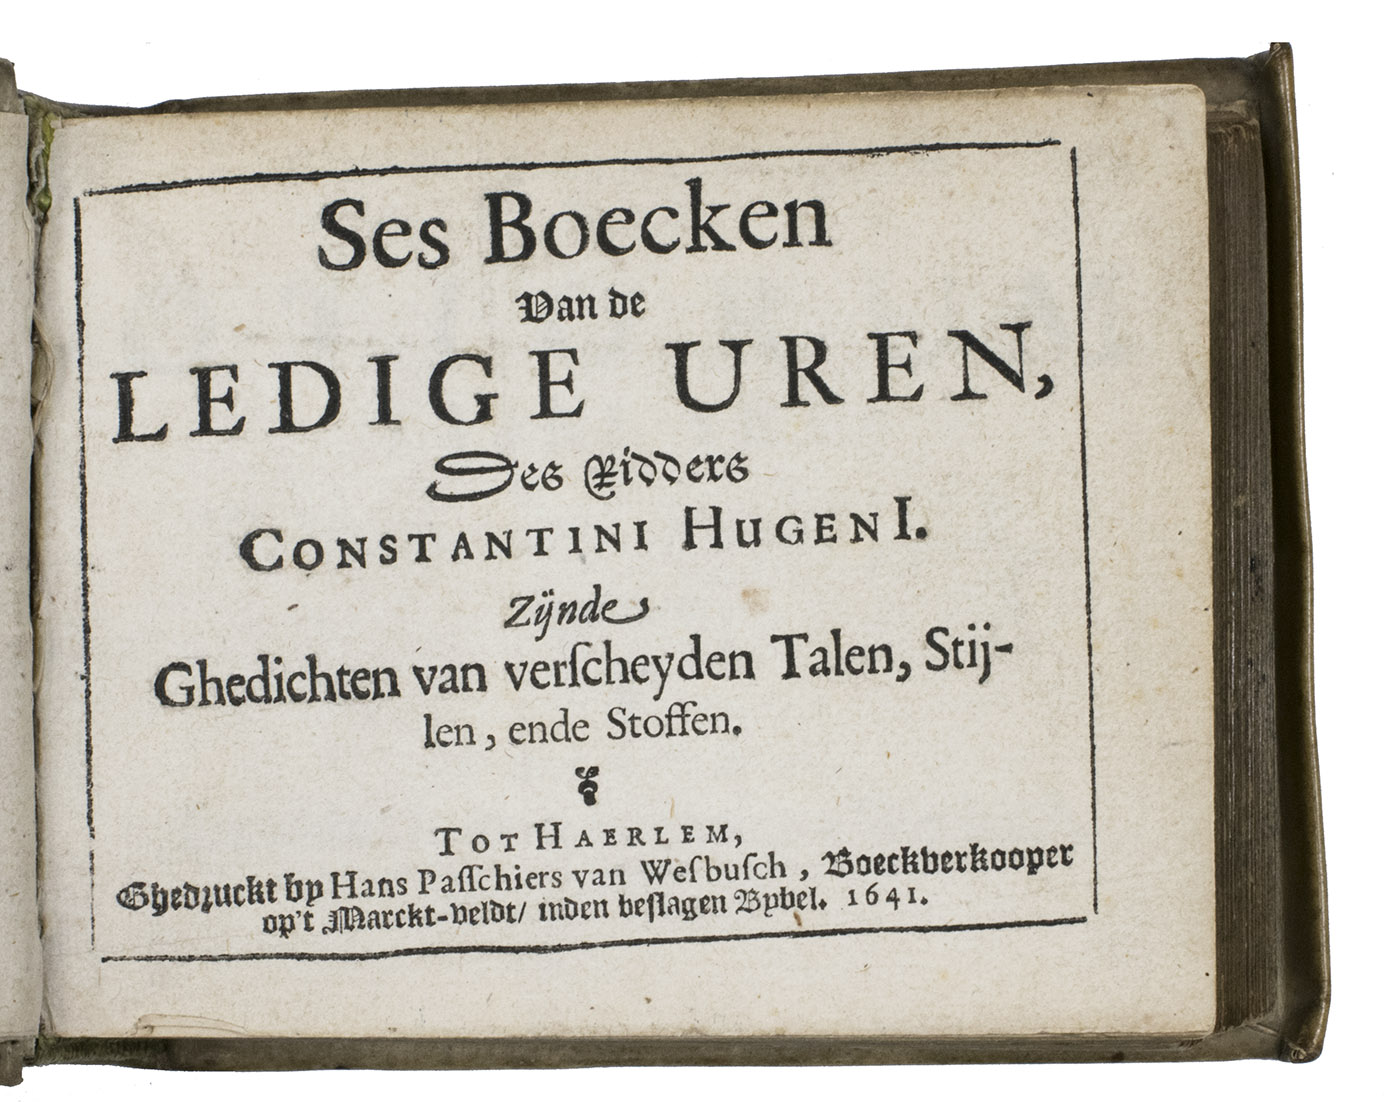 Ses Boecken
Van de
LEDIGE UREN,
Des Ridders
CONSTANTINI HUGENI.
Zijnde
Ghedichten van verſcheyden Talen, Stij-
len, ende Stoffen.
TOT HAERLEM,
Ghedruckt by Hans Paſſchiers van Weſbuſch, Boeckverkooper
op't Marckt-veldt/ inden beſlagen Bybel. 1641.